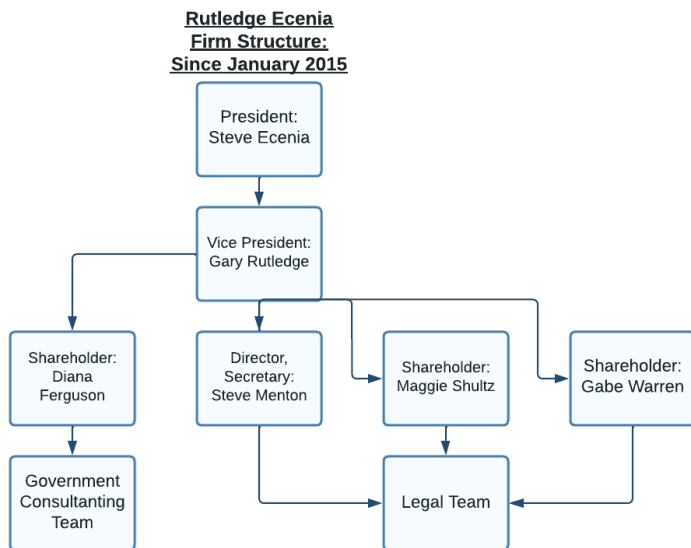 Rutledge Ecenia
Firm Structure:
Since January 2015
President:
Steve Ecenia
Vice President:
Gary Rutledge
Shareholder:
Diana
Ferguson
Director,
Secretary:
Steve Menton
Shareholder:
Maggie Shultz
Shareholder:
Gabe Warren
Government
Consultanting
Team
Legal Team